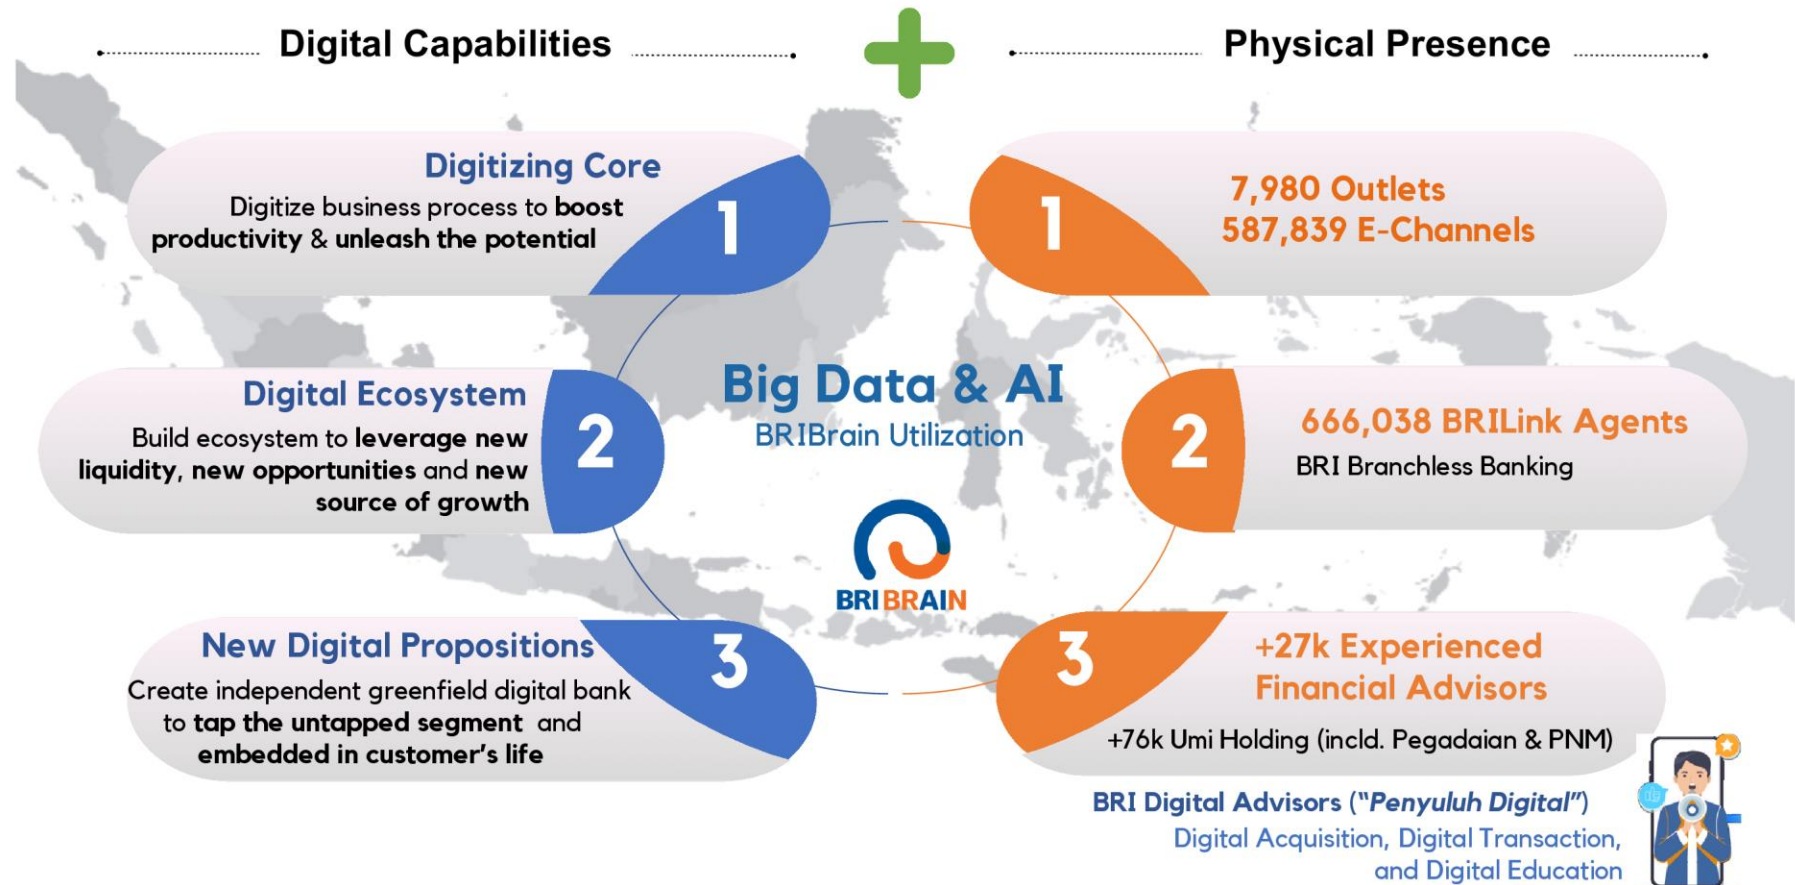 Digital Capabilities
Physical Presence
Digitizing Core
Digitize business process to boost
productivity & unleash the potential
1
Digital Ecosystem
Build ecosystem to leverage new
liquidity, new opportunities and new
source of growth
2
New Digital Propositions
Create independent greenfield digital bank
to tap the untapped segment and
embedded in customer's life
3
Big Data & AI
BRIBrain Utilization
BRI BRAIN
1
7,980 Outlets
587,839 E-Channels
2
666,038 BRILink Agents
BRI Branchless Banking
3
+27k Experienced
Financial Advisors
+76k Umi Holding (incld. Pegadaian & PNM)
BRI Digital Advisors ("Penyuluh Digital")
Digital Acquisition, Digital Transaction,
and Digital Education